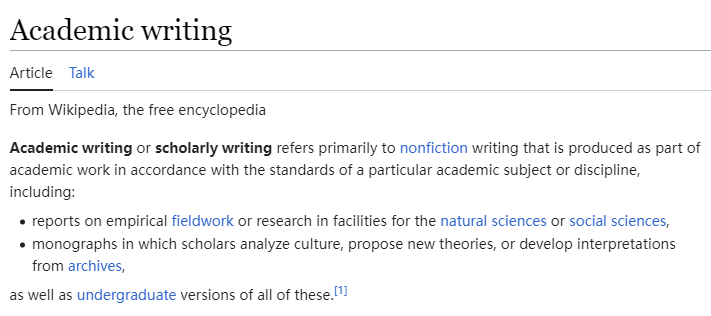 Academic writing
Article Talk
From Wikipedia, the free encyclopedia
Academic writing or scholarly writing refers primarily to nonfiction writing that is produced as part of
academic work in accordance with the standards of a particular academic subject or discipline,
including:
• reports on empirical fieldwork or research in facilities for the natural sciences or social sciences,
• monographs in which scholars analyze culture, propose new theories, or develop interpretations
from archives,
as well as undergraduate versions of all of these.[1]